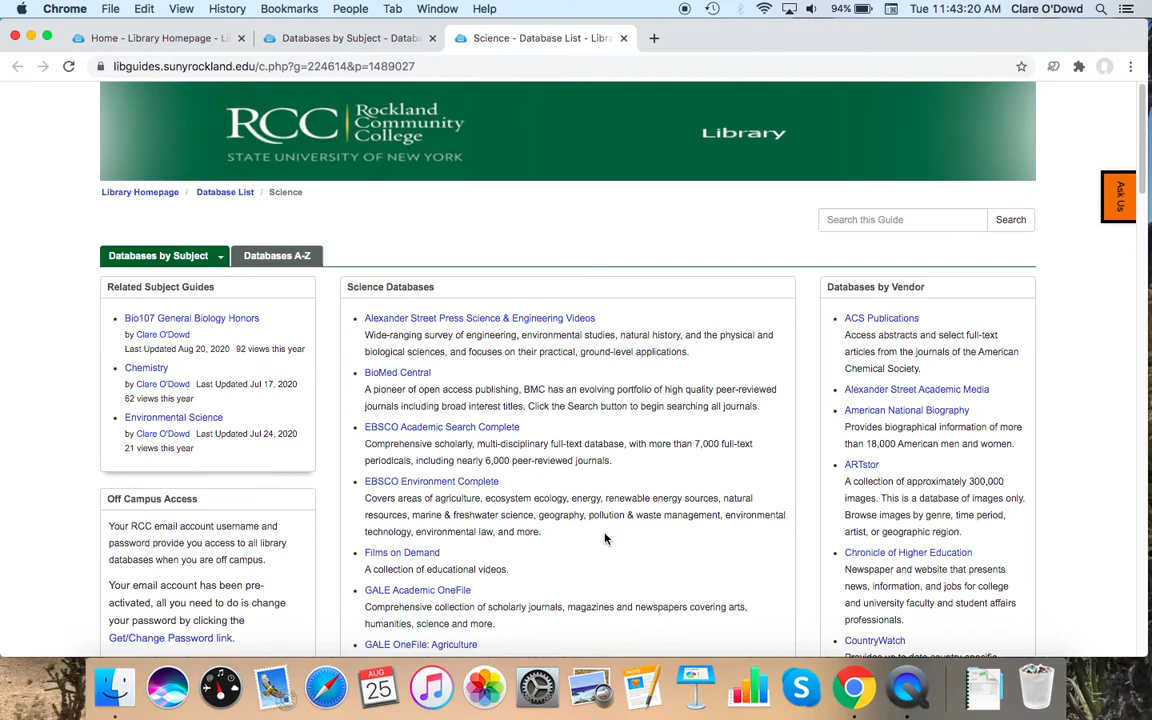 Chrome File Edit View History Bookmarks People Tab Window Help 94% Tue 11:43:20 AM Clare O'Dowd
Home - Library Homepage - Li
Databases by Subject - Datab
Science - Database List - Libra
libguides.sunyrockland.edu/c.php?g=224614&p=1489027
RCC Rockland Community College
STATE UNIVERSITY OF NEW YORK
Library
Ask Us
Library Homepage / Database List / Science
Search this Guide Search
Databases by Subject Databases A-Z
Related Subject Guides
Bio107 General Biology Honors
by Clare O'Dowd
Last Updated Aug 20, 2020 92 views this year
Chemistry
by Clare O'Dowd Last Updated Jul 17, 2020
62 views this year
Environmental Science
by Clare O'Dowd Last Updated Jul 24, 2020
21 views this year
Off Campus Access
Your RCC email account username and
password provide you access to all library
databases when you are off campus.
Your email account has been pre-
activated, all you need to do is change
your password by clicking the
Get/Change Password link.
Science Databases
Alexander Street Press Science & Engineering Videos
Wide-ranging survey of engineering, environmental studies, natural history, and the physical and
biological sciences, and focuses on their practical, ground-level applications.
BioMed Central
A pioneer of open access publishing, BMC has an evolving portfolio of high quality peer-reviewed
journals including broad interest titles. Click the Search button to begin searching all journals.
EBSCO Academic Search Complete
Comprehensive scholarly, multi-disciplinary full-text database, with more than 7,000 full-text
periodicals, including nearly 6,000 peer-reviewed journals.
EBSCO Environment Complete
Covers areas of agriculture, ecosystem ecology, energy, renewable energy sources, natural
resources, marine & freshwater science, geography, pollution & waste management, environmental
technology, environmental law, and more.
Films on Demand
A collection of educational videos.
GALE Academic OneFile
Comprehensive collection of scholarly journals, magazines and newspapers covering arts,
humanities, science and more.
GALE OneFile: Agriculture
Databases by Vendor
ACS Publications
Access abstracts and select full-text
articles from the journals of the American
Chemical Society.
Alexander Street Academic Media
American National Biography
Provides biographical information of more
than 18,000 American men and women.
ARTstor
A collection of approximately 300,000
images. This is a database of images only.
Browse images by genre, time period,
artist, or geographic region.
Chronicle of Higher Education
Newspaper and website that presents
news, information, and jobs for college
and university faculty and student affairs
professionals.
CountryWatch
AUG
25